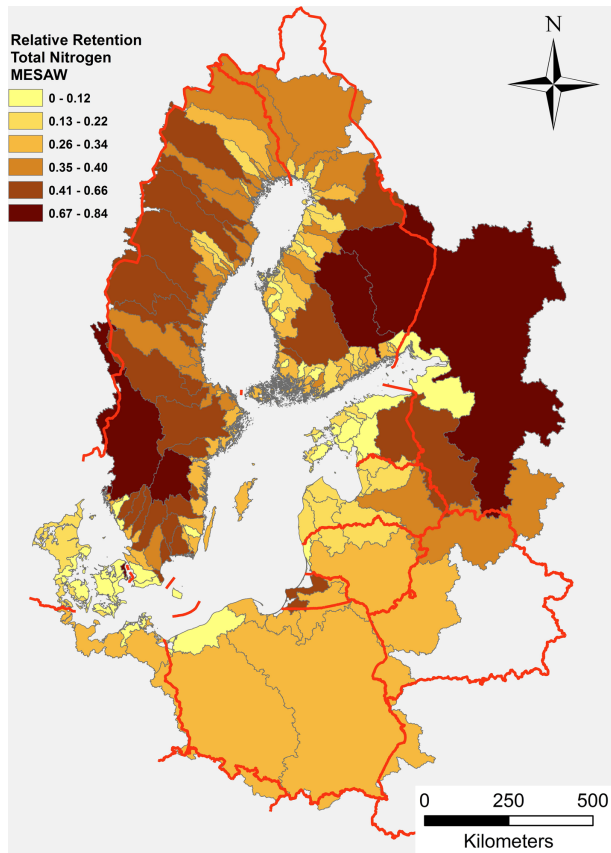 Relative Retention
Total Nitrogen
MESAW
0 - 0.12
0.13 - 0.22
0.26 - 0.34
0.35 - 0.40
0.41 - 0.66
0.67 - 0.84
N
0 250 500
Kilometers